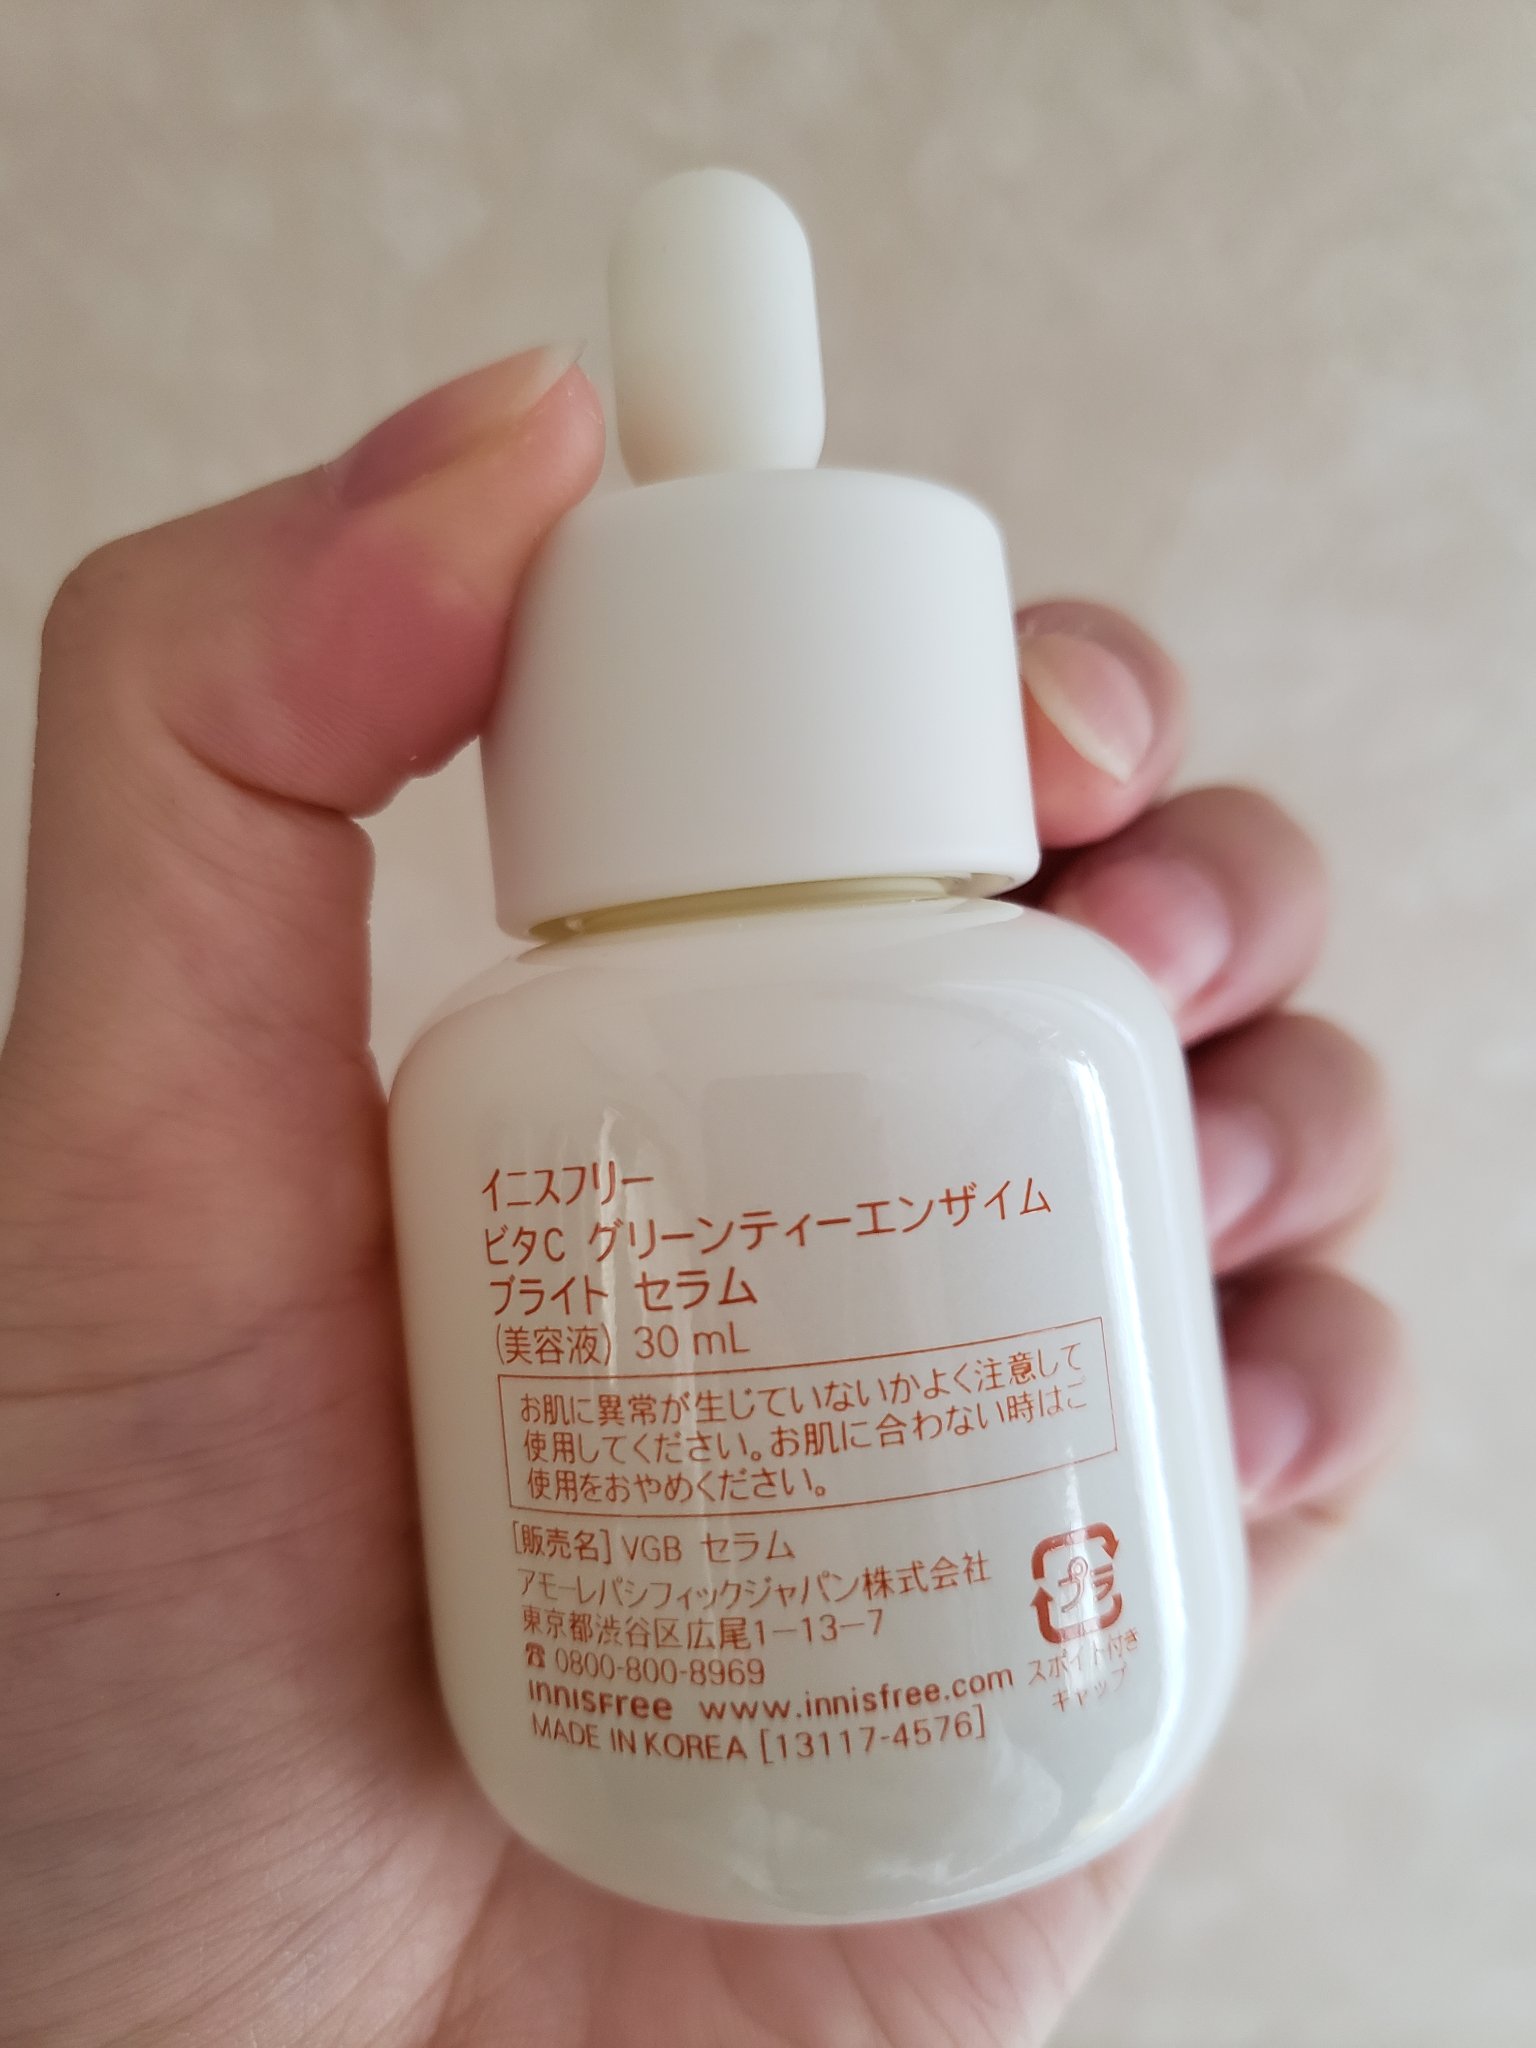 イニスフリー
ビタC グリーンティーエンザイム
ブライト セラム
(美容液) 30 mL
お肌に異常が生じていないかよく注意して
使用してください。お肌に合わない時はご
使用をおやめください。
[販売名] VGB セラム
アモーレパシフィックジャパン株式会社
東京都渋谷区広尾1-13-7
☎ 0800-800-8969
innisfree www.innisfree.com
MADE IN KOREA [13117-4576]
プラ
スポイト付き
キャップ